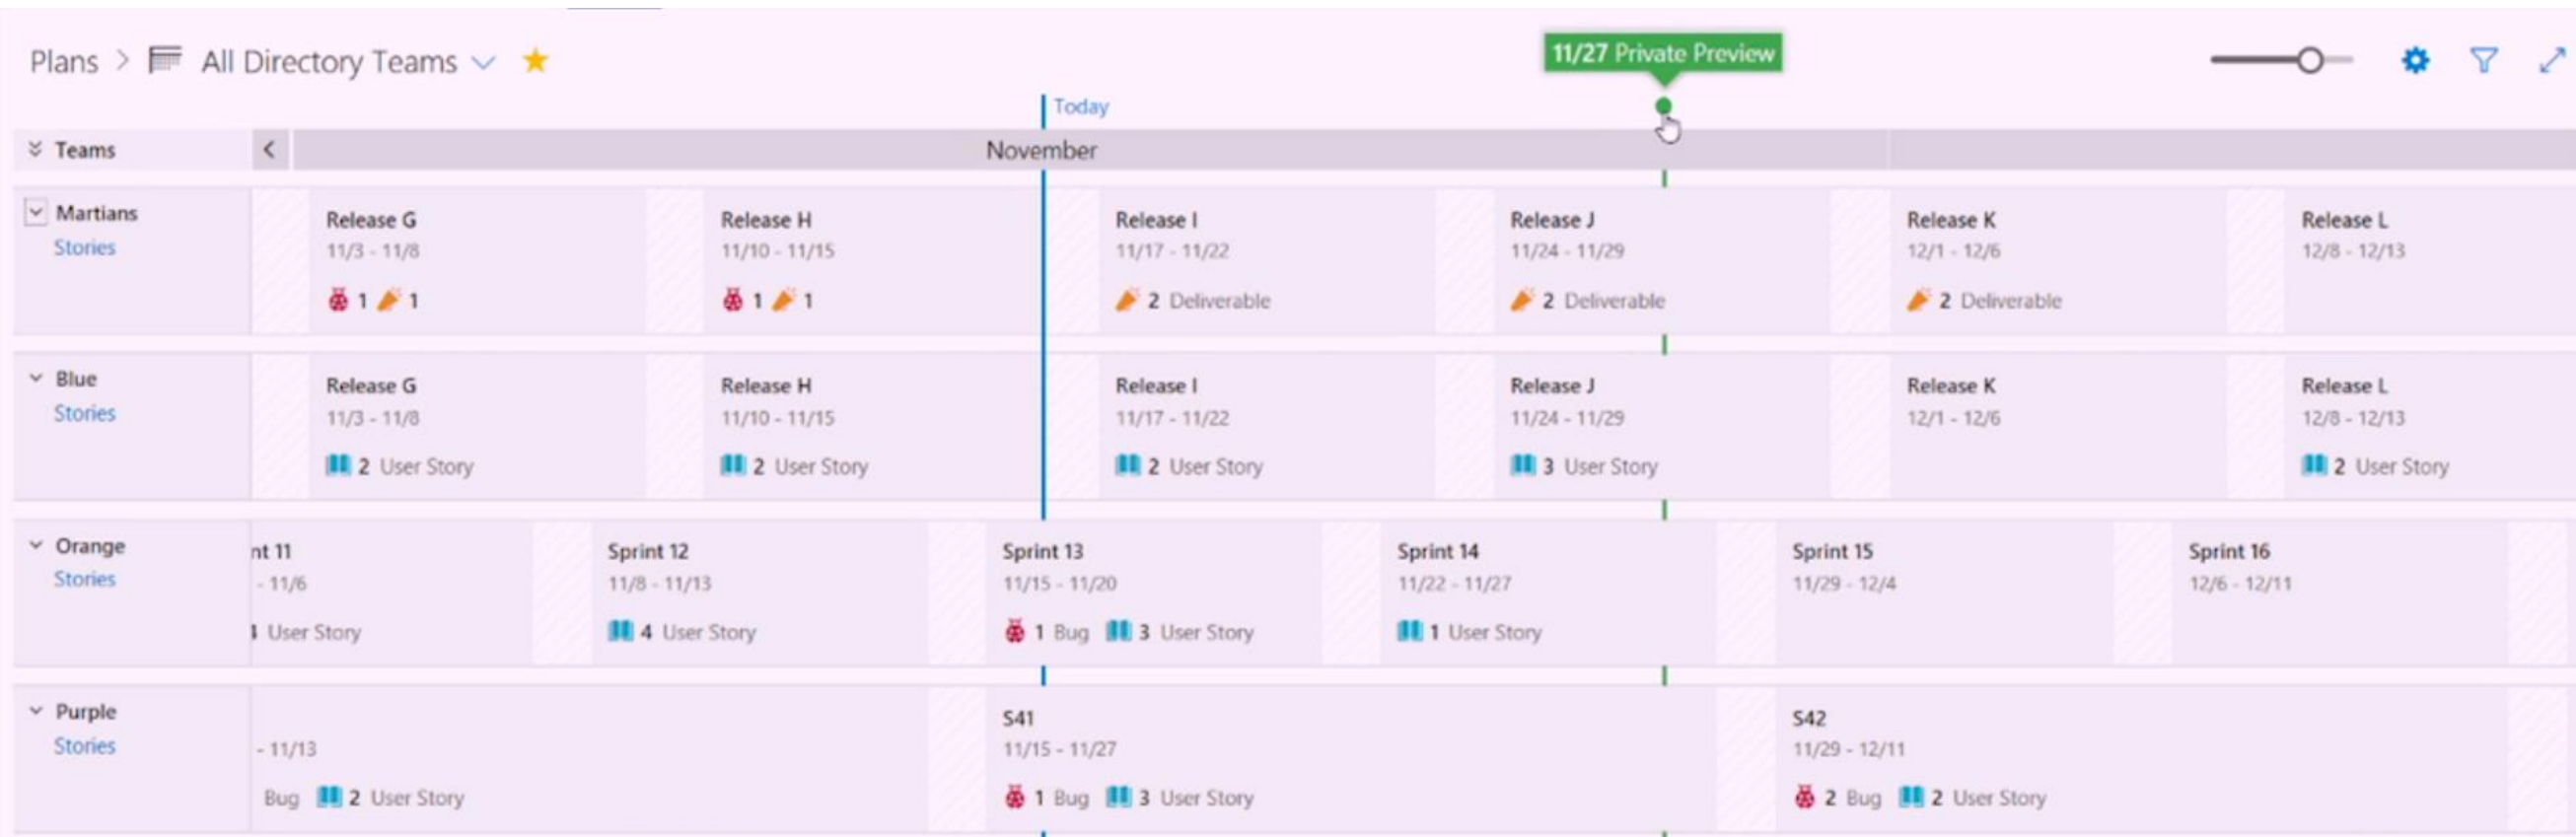 11/27 Private Preview
Plans > All Directory Teams
Today
Teams < November
Martians
Stories
Release G
11/3 - 11/8
1 1
Release H
11/10 - 11/15
1 1
Release I
11/17 - 11/22
2 Deliverable
Release J
11/24 - 11/29
2 Deliverable
Release K
12/1 - 12/6
2 Deliverable
Release L
12/8 - 12/13
Blue
Stories
Release G
11/3 - 11/8
2 User Story
Release H
11/10 - 11/15
2 User Story
Release I
11/17 - 11/22
2 User Story
Release J
11/24 - 11/29
3 User Story
Release K
12/1 - 12/6
Release L
12/8 - 12/13
2 User Story
Orange
Stories
nt 11
- 11/6
User Story
Sprint 12
11/8 - 11/13
4 User Story
Sprint 13
11/15 - 11/20
1 Bug 3 User Story
Sprint 14
11/22 - 11/27
1 User Story
Sprint 15
11/29 - 12/4
Sprint 16
12/6 - 12/11
Purple
Stories
- 11/13
Bug 2 User Story
S41
11/15 - 11/27
1 Bug 3 User Story
S42
11/29 - 12/11
2 Bug 2 User Story